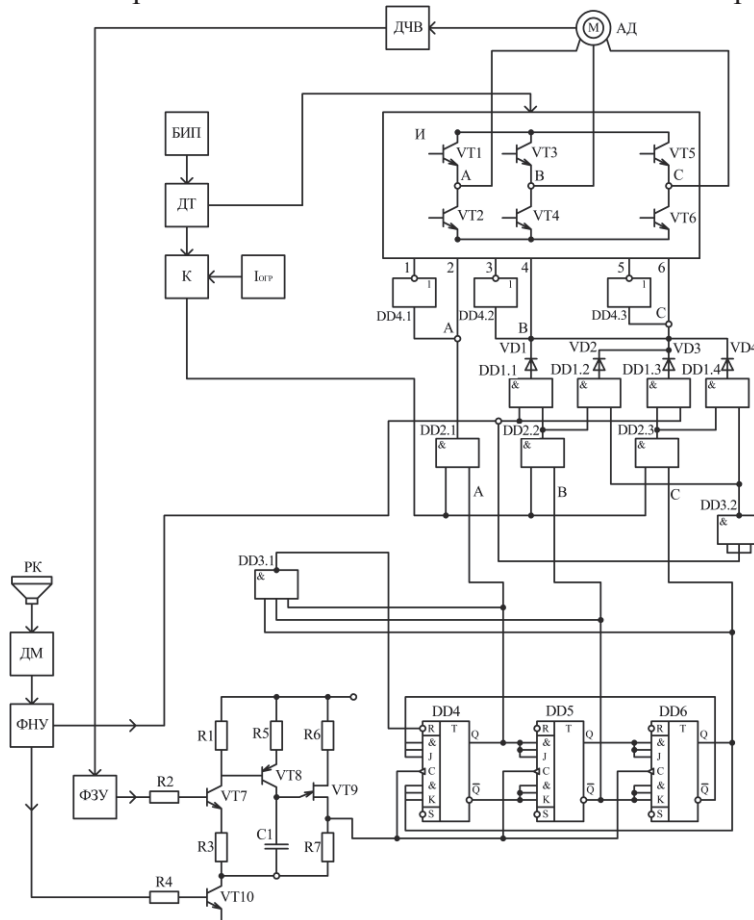 ДЧВ
М
АД
БИП
И
VT1
VT3
VT5
А
В
С
ДТ
VT2
VT4
VT6
К
Iогр
1
2
3
4
5
6
1
1
1
DD4.1
DD4.2
DD4.3
С
А
В
VD1
VD2
VD3
VD4
DD1.1
DD1.2
DD1.3
DD1.4
&
&
&
&
DD2.1
DD2.2
DD2.3
&
&
&
А
В
С
DD3.2
&
DD3.1
&
РК
ДМ
ФНУ
DD4
DD5
DD6
R1
R5
R6
R
&
J
C
&
K
S
T
Q
Q̅
R
&
J
C
&
K
S
T
Q
Q̅
R
&
J
C
&
K
S
T
Q
Q̅
VT8
VT9
ФЗУ
R2
VT7
R3
C1
R7
R4
VT10